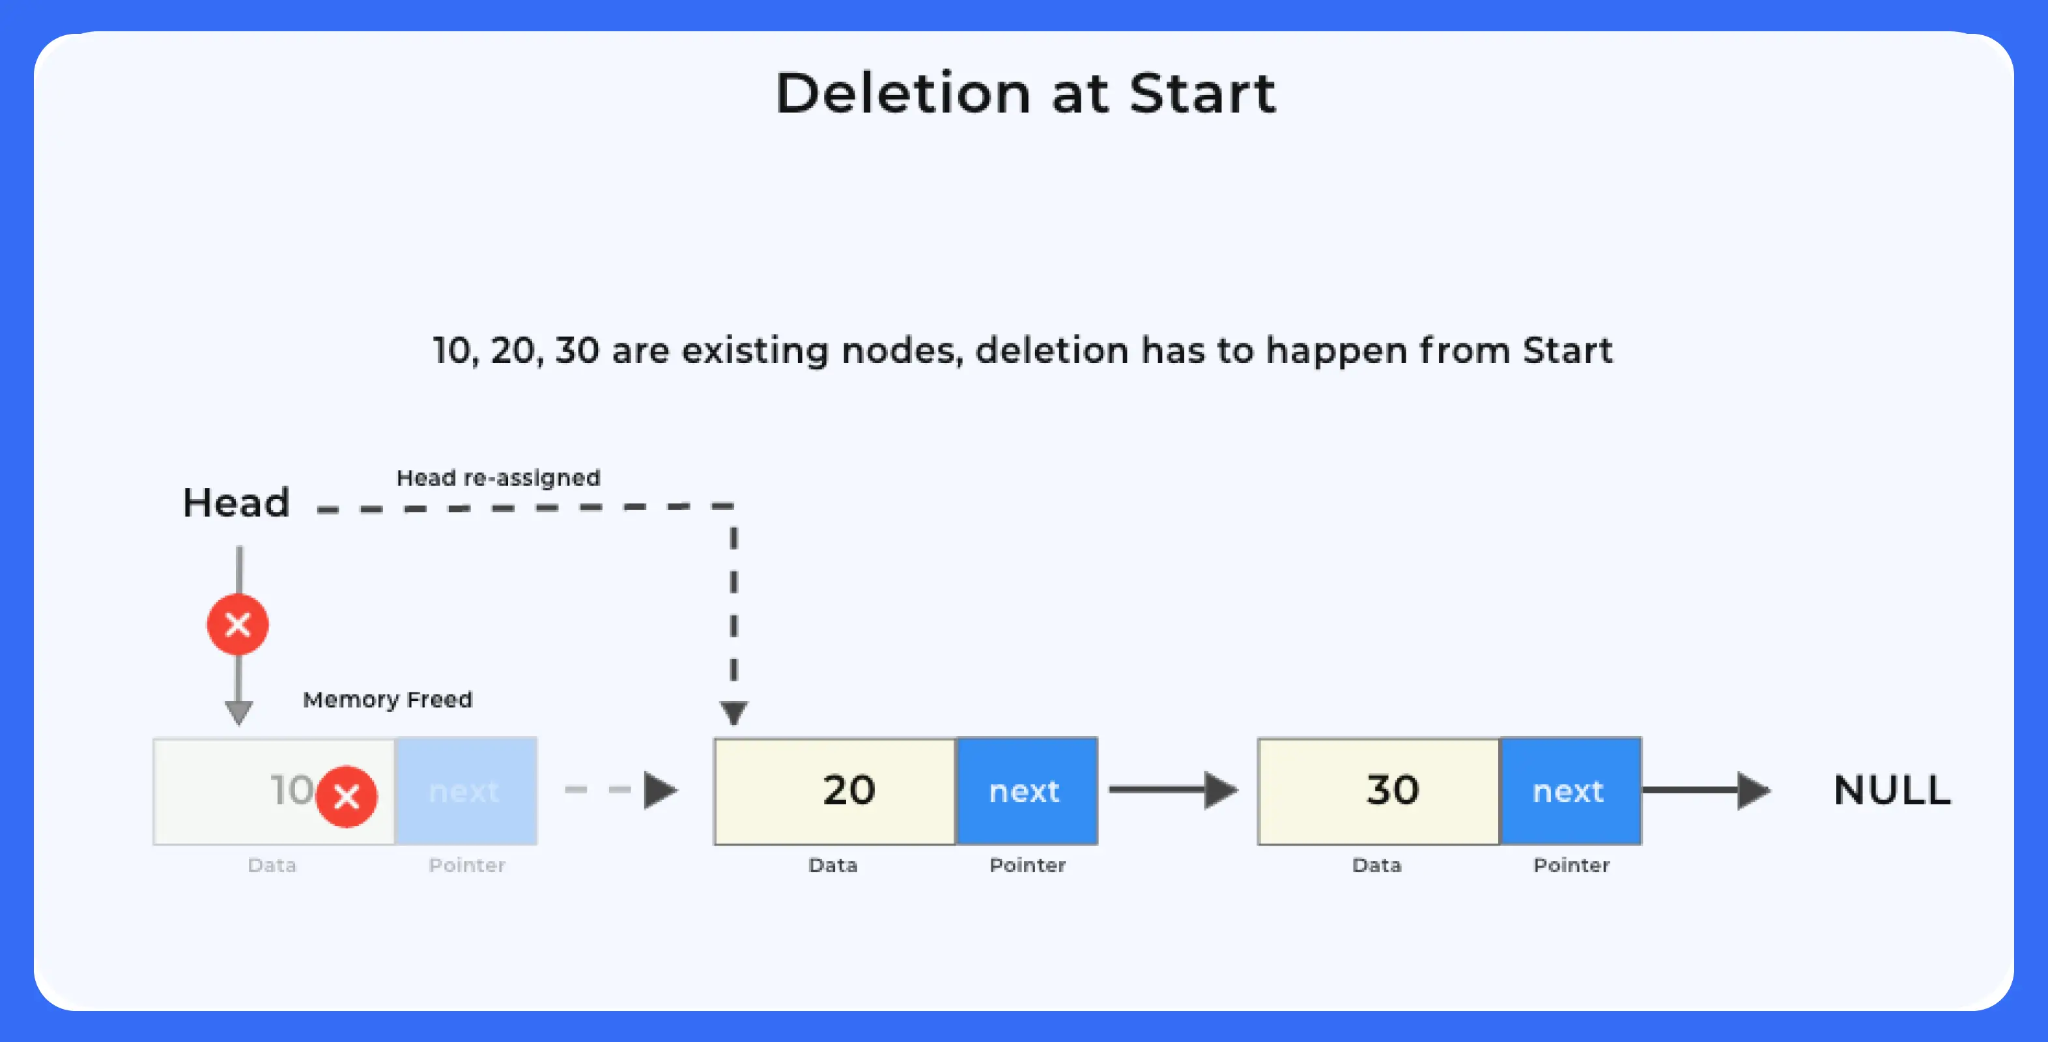 Deletion at Start
10, 20, 30 are existing nodes, deletion has to happen from Start
Head re-assigned
Head
Memory Freed
10 next 20 next 30 next NULL
Data Pointer Data Pointer Data Pointer